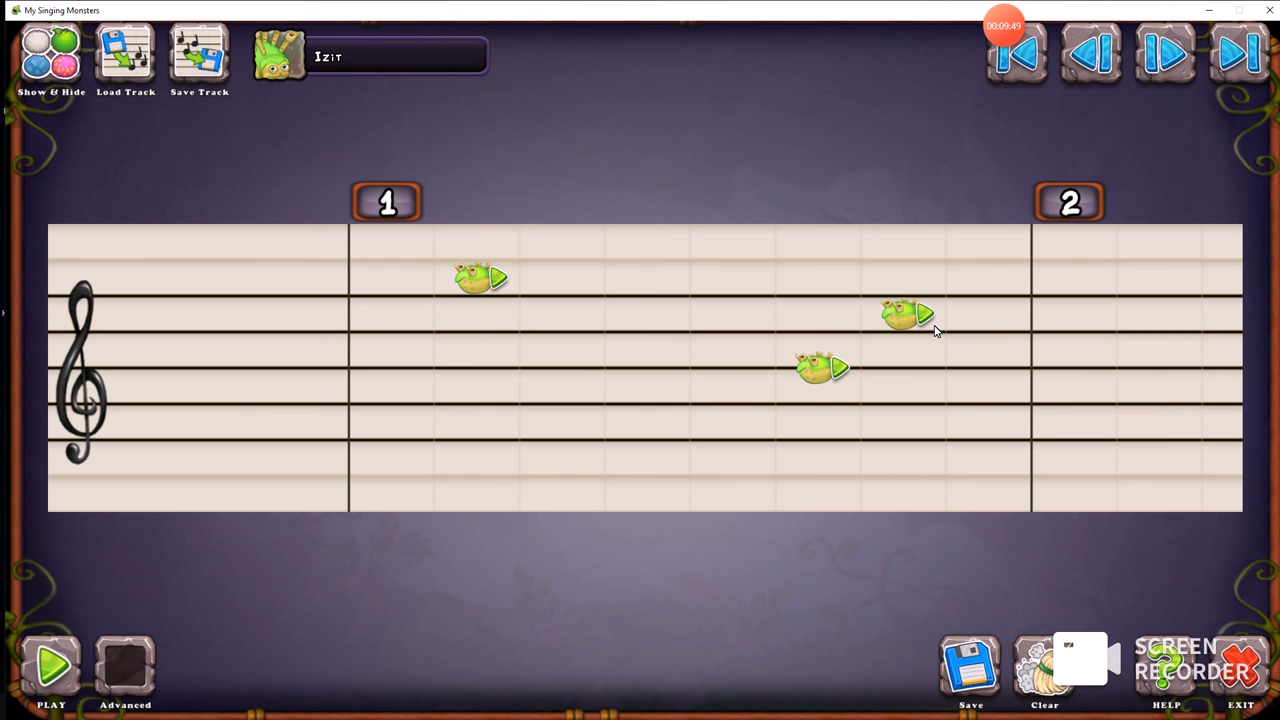 My Singing Monsters
00:09:49
Izit
Show & Hide
Load Track
Save Track
1
2
PLAY
Advanced
Save
Clear
HELP
EXIT
SCREEN
RECORDER